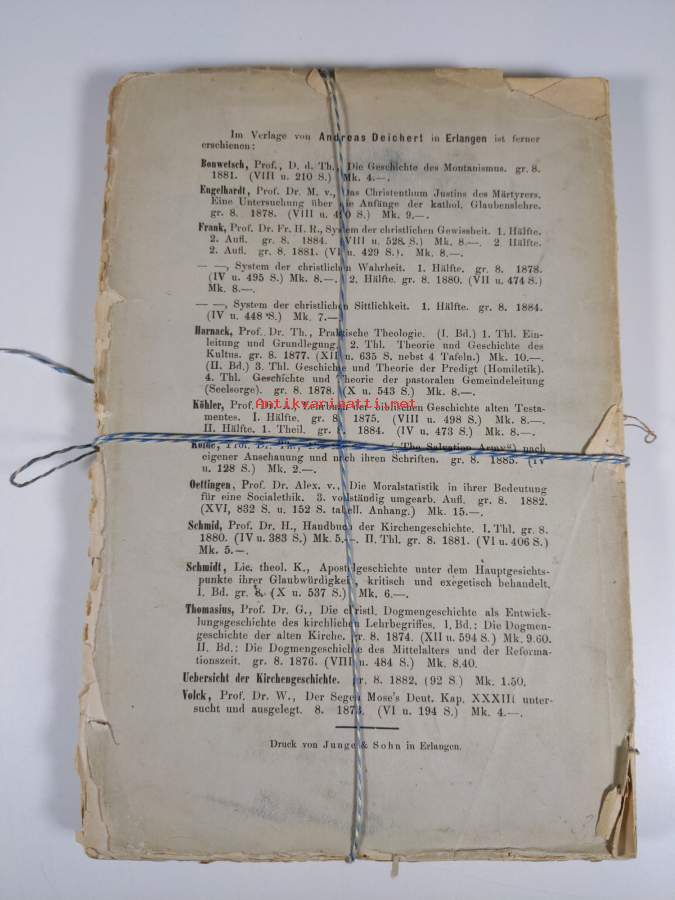 Im Verlage von Andreas Deichert in Erlangen ist ferner
erschienen:
Bonwetsch, Prof., D. d. Th., Die Geschichte des Montanismus. gr. 8.
1881. (VIII u. 210 S.) Mk. 4.—.
Engelhardt, Prof. Dr. M. v., Das Christenthum Justins des Märtyrers.
Eine Untersuchung über die Anfänge der kathol. Glaubenslehre.
gr. 8. 1878. (VIII u. S.) Mk. 9.—.
Frank, Prof. Dr. Fr. H. R., System der christlichen Gewissheit. 1. Hälfte.
2. Aufl. gr. 8. 1884. (VIII u. 528 S.) Mk. 8.—. 2. Hälfte.
2. Aufl. gr. 8. 1881. u. 429 S.). Mk. 8.—.
— —, System der christlichen Wahrheit. 1. Hälfte. gr. 8. 1878.
(IV u. 495 S.) Mk. 8.—. 2. Hälfte. gr. 8. 1880. (VII u. 474 S.)
Mk. 8.—.
— —, System der christlichen Sittlichkeit. 1. Hälfte. gr. 8. 1884.
(IV u. 448 S.) Mk. 7.—.
Harnack, Prof. Dr. Th., Praktische Theologie. (I. Bd.) 1. Thl. Ein-
leitung und Grundlegung. 2. Thl. Theorie und Geschichte des
Kultus. gr. 8. 1877. (XII u. 635 S. nebst 4 Tafeln.) Mk. 10.—.
(II. Bd.) 3. Thl. Geschichte und Theorie der Predigt (Homiletik).
4. Thl. Geschichte und Theorie der pastoralen Gemeindeleitung
(Seelsorge). gr. 8. 1878. (X u. 543 S.) Mk. 8.—.
Antikvariaatti.net
Köhler, Prof. Lehrbuch der biblischen Geschichte alten Testa-
mentes. I. Hälfte. gr. 8. 1875. (VIII u. 498 S.) Mk. 8.—.
II. Hälfte. 1. Theil. gr. 8. 1884. (IV u. 473 S.) Mk. 8.—.
Kolde, Prof. Dr. Th., The Salvation Army“) nach
eigener Anschauung und nach ihren Schriften. gr. 8. 1885. (IV
u. 128 S.) Mk. 2.—.
Oettingen, Prof. Dr. Alex. v., Die Moralstatistik in ihrer Bedeutung
für eine Socialethik. 3. vollständig umgearb. Aufl. gr. 8. 1882.
(XVI, 832 S. u. 152 S. tabell. Anhang.) Mk. 15.—.
Schmid, Prof. Dr. H., Handbuch der Kirchengeschichte. I. Thl. gr. 8.
1880. (IV u. 383 S.) Mk. 5.—. II. Thl. gr. 8. 1881. (VI u. 406 S.)
Mk. 5.—.
Schmidt, Lic. theol. K., Apostelgeschichte unter dem Hauptgesichts-
punkte ihrer Glaubwürdigkeit, kritisch und exegetisch behandelt.
I. Bd. gr. 8. (X u. 537 S.) Mk. 6.—.
Thomasius, Prof. Dr. G., Die christl. Dogmengeschichte als Entwick-
lungsgeschichte des kirchlichen Lehrbegriffes. I. Bd.: Die Dogmen-
geschichte der alten Kirche. gr. 8. 1874. (XII u. 594 S.) Mk. 9.60.
II. Bd.: Die Dogmengeschichte des Mittelalters und der Reforma-
tionszeit. gr. 8. 1876. (VIII u. 484 S.) Mk. 8.40.
Uebersicht der Kirchengeschichte. gr. 8. 1882. (92 S.) Mk. 1.50.
Volck, Prof. Dr. W., Der Segen Mose's Deut. Kap. XXXIII unter-
sucht und ausgelegt. 8. 1873. (VI u. 194 S.) Mk. 4.—.
Druck von Junge & Sohn in Erlangen.